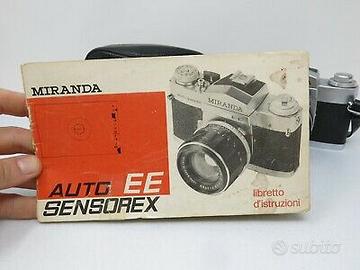 MIRANDA
MIRANDA
AUTO EE
SENSOREX
libretto
d'istruzioni
subito